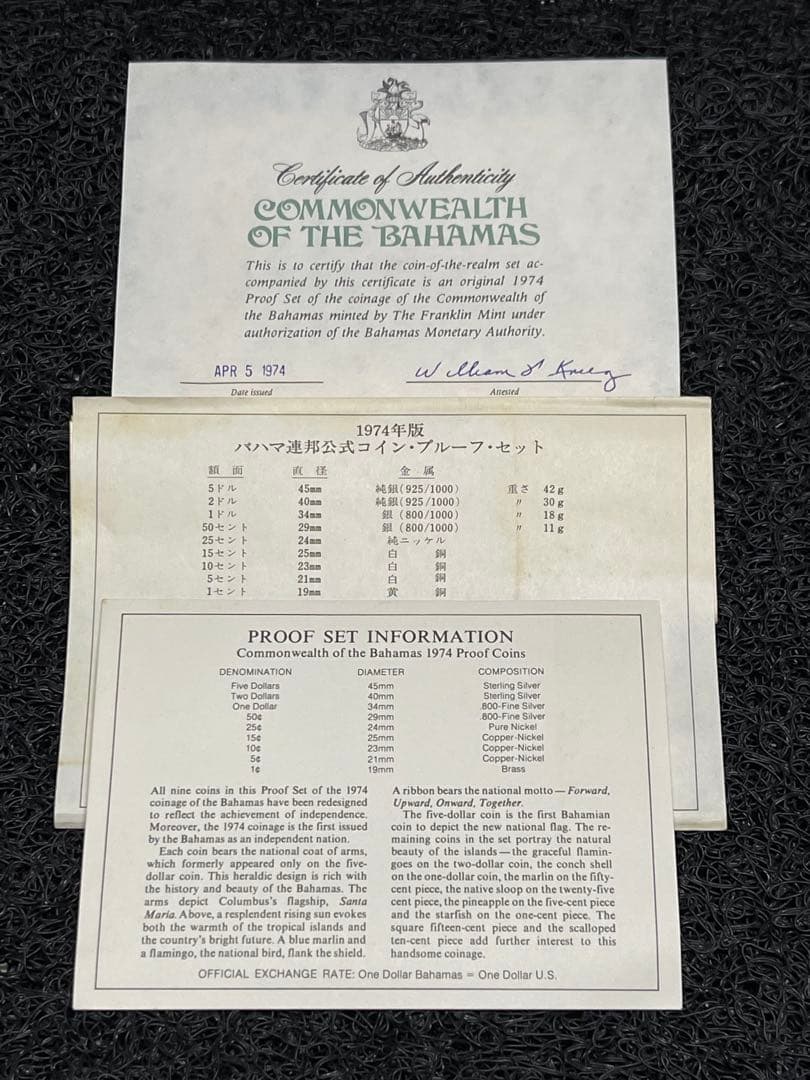 Certificate of Authenticity
COMMONWEALTH
OF THE BAHAMAS
This is to certify that the coin-of-the-realm set ac-
companied by this certificate is an original 1974
Proof Set of the coinage of the Commonwealth of
the Bahamas minted by The Franklin Mint under
authorization of the Bahamas Monetary Authority.
APR 5 1974
Date issued
Attested
1974年版
バハマ連邦公式コイン・プルーフ・セット
額面 直径 金属
5ドル 45mm 純銀(925/1000) 重さ 42g
2ドル 40mm 純銀(925/1000) 〃 30g
1ドル 34mm 銀(800/1000) 〃 18g
50セント 29mm 銀(800/1000) 〃 11g
25セント 24mm 純ニッケル
15セント 25mm 白銅
10セント 23mm 白銅
5セント 21mm 白銅
1セント 19mm 黄銅
PROOF SET INFORMATION
Commonwealth of the Bahamas 1974 Proof Coins
DENOMINATION DIAMETER COMPOSITION
Five Dollars 45mm Sterling Silver
Two Dollars 40mm Sterling Silver
One Dollar 34mm .800-Fine Silver
50¢ 29mm .800-Fine Silver
25¢ 24mm Pure Nickel
15¢ 25mm Copper-Nickel
10¢ 23mm Copper-Nickel
5¢ 21mm Copper-Nickel
1¢ 19mm Brass
All nine coins in this Proof Set of the 1974
coinage of the Bahamas have been redesigned
to reflect the achievement of independence.
Moreover, the 1974 coinage is the first issued
by the Bahamas as an independent nation.
Each coin bears the national coat of arms,
which formerly appeared only on the five-
dollar coin. This heraldic design is rich with
the history and beauty of the Bahamas. The
arms depict Columbus's flagship, Santa
Maria. Above, a resplendent rising sun evokes
both the warmth of the tropical islands and
the country's bright future. A blue marlin and
a flamingo, the national bird, flank the shield.
A ribbon bears the national motto—Forward,
Upward, Onward, Together.
The five-dollar coin is the first Bahamian
coin to depict the new national flag. The re-
maining coins in the set portray the natural
beauty of the islands—the graceful flamin-
goes on the two-dollar coin, the conch shell
on the one-dollar coin, the marlin on the fifty-
cent piece, the native sloop on the twenty-five
cent piece, the pineapple on the five-cent piece
and the starfish on the one-cent piece. The
square fifteen-cent piece and the scalloped
ten-cent piece add further interest to this
handsome coinage.
OFFICIAL EXCHANGE RATE: One Dollar Bahamas = One Dollar U.S.